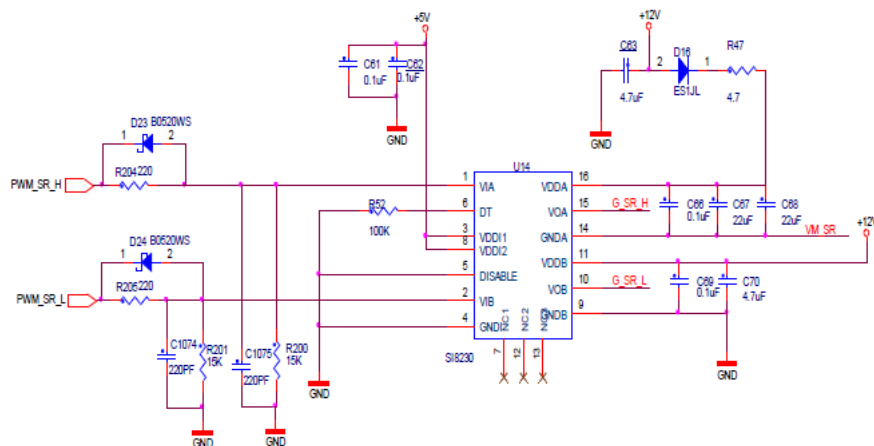 +5V
+12V
C61
0.1uF
C62
0.1uF
GND
C63
4.7uF
2
D16
1
ES1JL
R47
4.7
GND
D23 B0520WS
1
2
PWM_SR_H
R204
220
D24 B0520WS
1
2
PWM_SR_L
R205
220
C1074
220PF
R201
15K
GND
C1075
220PF
R200
15K
GND
R52
100K
GND
U14
1
VIA
6
DT
3
VDDI1
8
VDDI2
5
DISABLE
2
VIB
4
GNDI
SI8230
NC1
NC2
7
12
13
VDDA
16
VOA
15
G_SR_H
GNDA
14
VDDB
11
VOB
10
G_SR_L
GNDB
9
C66
0.1uF
C67
22uF
C68
22uF
VM_SR
+12V
C69
0.1uF
C70
4.7uF
GND